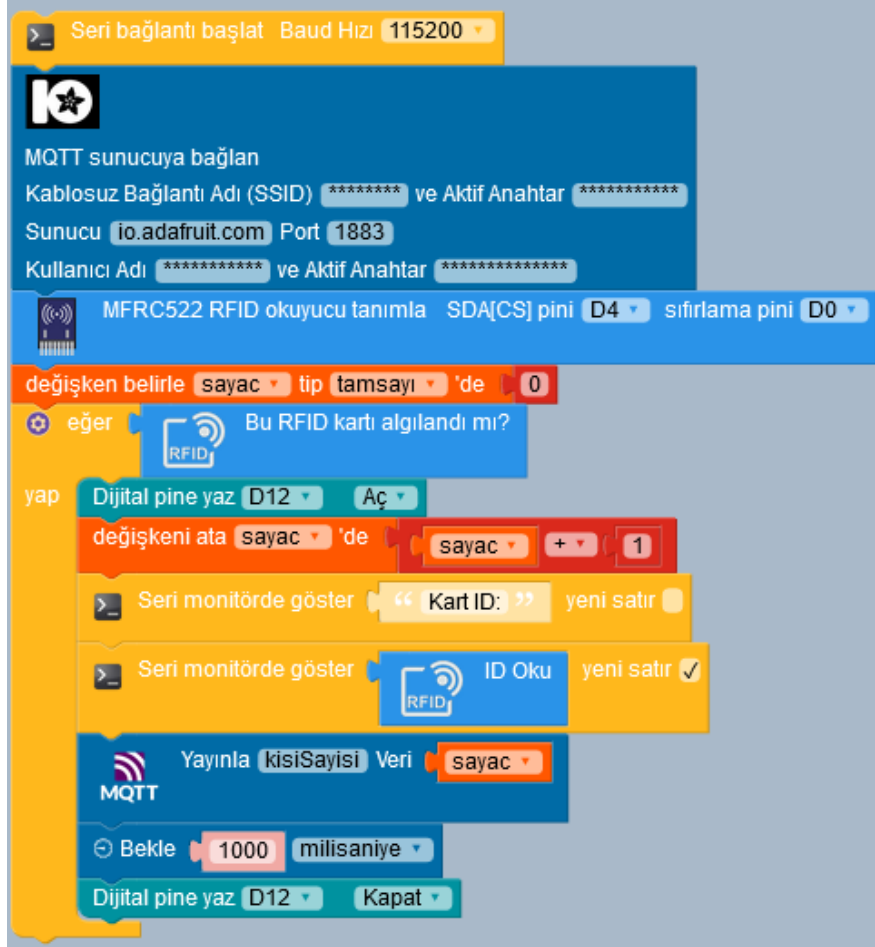 Seri bağlantı başlat Baud Hızı 115200
MQTT sunucuya bağlan
Kablosuz Bağlantı Adı (SSID) ******** ve Aktif Anahtar ***********
Sunucu io.adafruit.com Port 1883
Kullanıcı Adı *********** ve Aktif Anahtar **************
MFRC522 RFID okuyucu tanımla SDA[CS] pini D4 sıfırlama pini D0
değişken belirle sayac tip tamsayı 'de 0
eğer Bu RFID kartı algılandı mı?
RFID
yap Dijital pine yaz D12 Aç
değişkeni ata sayac 'de sayac + 1
Seri monitörde göster “ Kart ID: ” yeni satır
Seri monitörde göster RFID ID Oku yeni satır ✓
MQTT Yayınla kisiSayisi Veri sayac
Bekle 1000 milisaniye
Dijital pine yaz D12 Kapat